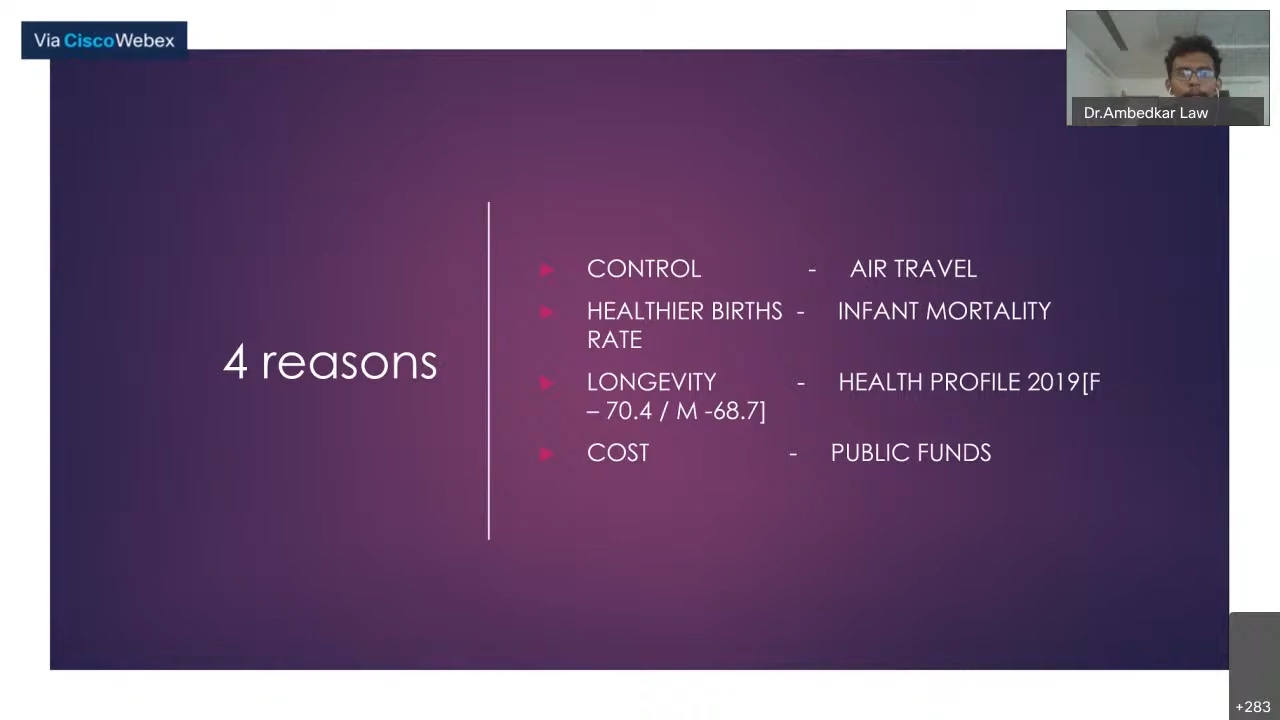 Via CiscoWebex
Dr.Ambedkar Law
4 reasons
► CONTROL - AIR TRAVEL
► HEALTHIER BIRTHS - INFANT MORTALITY
RATE
► LONGEVITY - HEALTH PROFILE 2019[F
– 70.4 / M -68.7]
► COST - PUBLIC FUNDS
+283